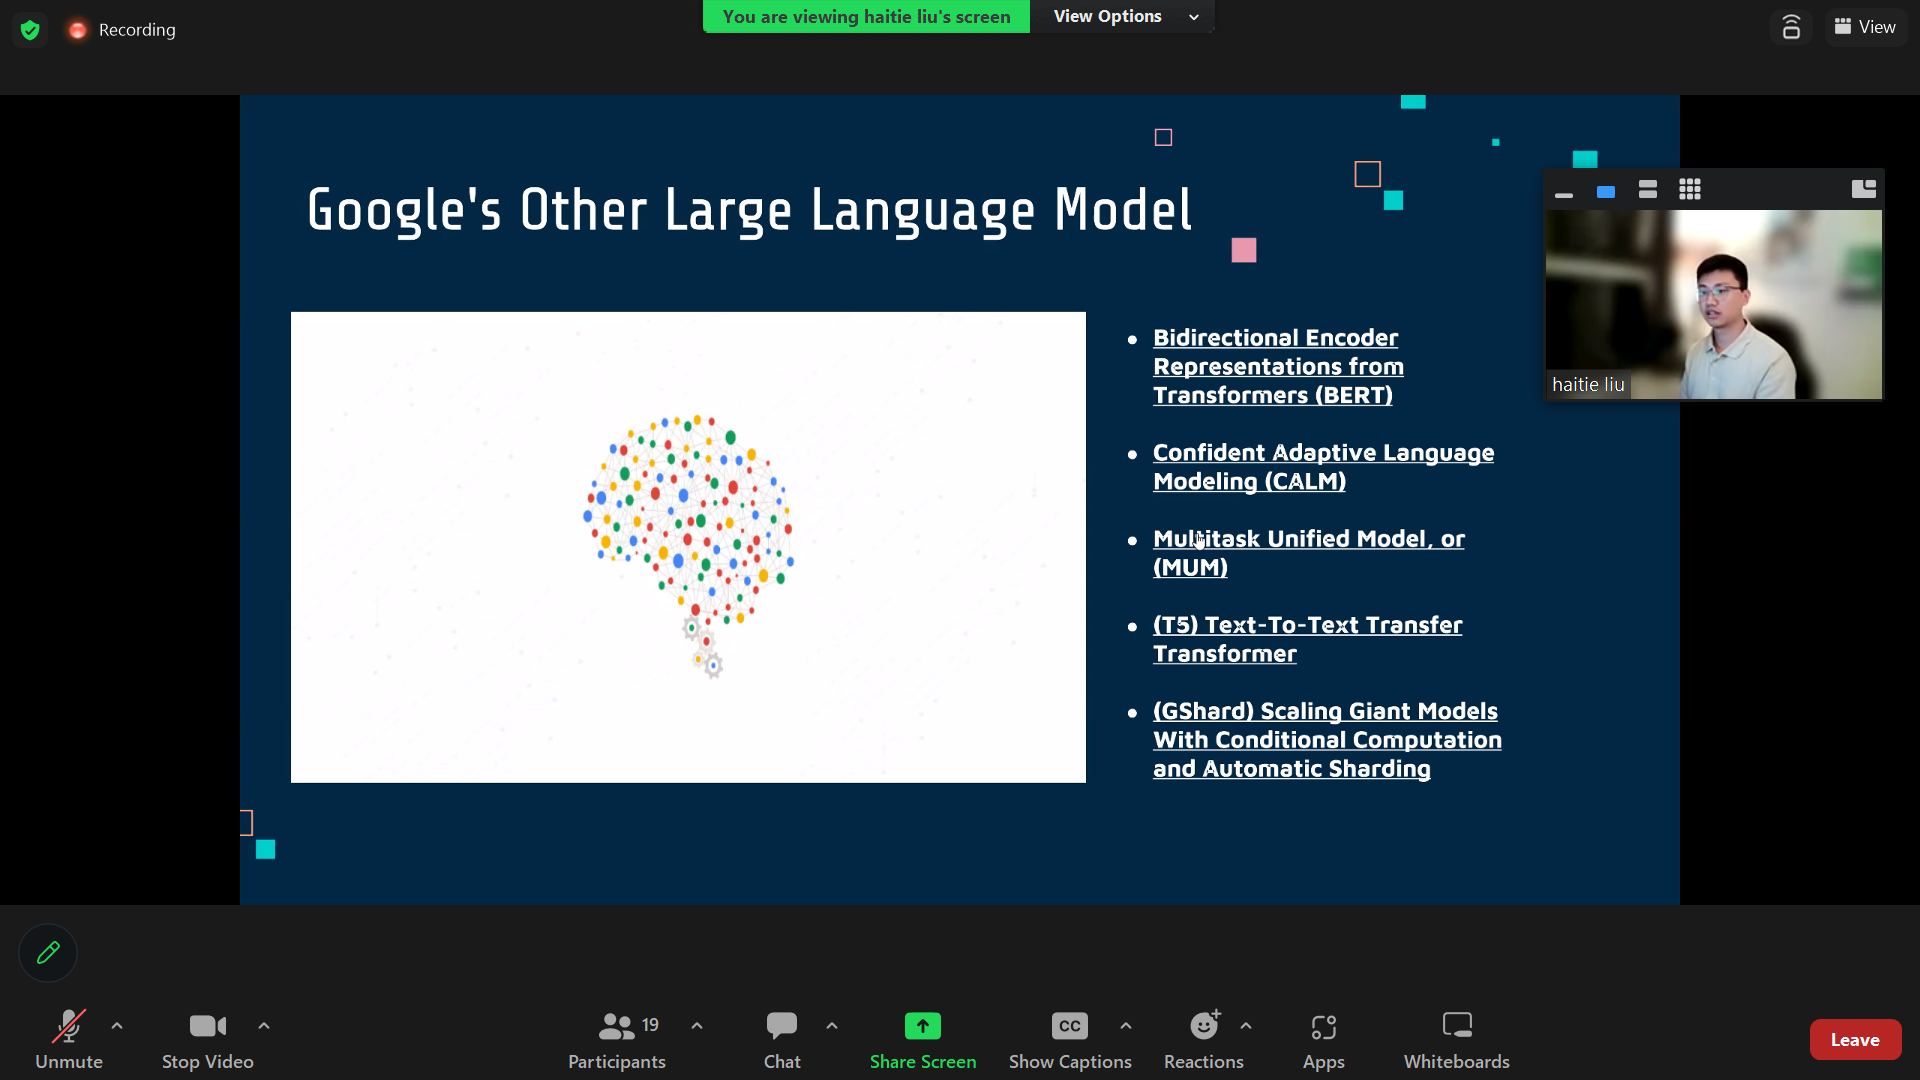 Recording
You are viewing haitie liu's screen
View Options
View
Google's Other Large Language Model
haitie liu
• Bidirectional Encoder
Representations from
Transformers (BERT)
• Confident Adaptive Language
Modeling (CALM)
• Multitask Unified Model, or
(MUM)
• (T5) Text-To-Text Transfer
Transformer
• (GShard) Scaling Giant Models
With Conditional Computation
and Automatic Sharding
Unmute
Stop Video
19
Participants
Chat
Share Screen
CC
Show Captions
Reactions
Apps
Whiteboards
Leave